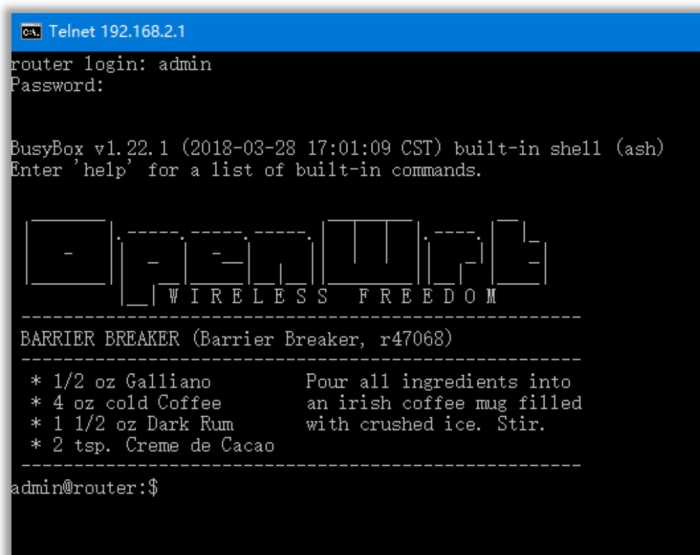 Telnet 192.168.2.1
router login: admin
Password:
BusyBox v1.22.1 (2018-03-28 17:01:09 CST) built-in shell (ash)
Enter 'help' for a list of built-in commands.
OpenWrt
W I R E L E S S   F R E E D O M
BARRIER BREAKER (Barrier Breaker, r47068)
* 1/2 oz Galliano         Pour all ingredients into
* 4 oz cold Coffee        an irish coffee mug filled
* 1 1/2 oz Dark Rum       with crushed ice. Stir.
* 2 tsp. Creme de Cacao
admin@router:$